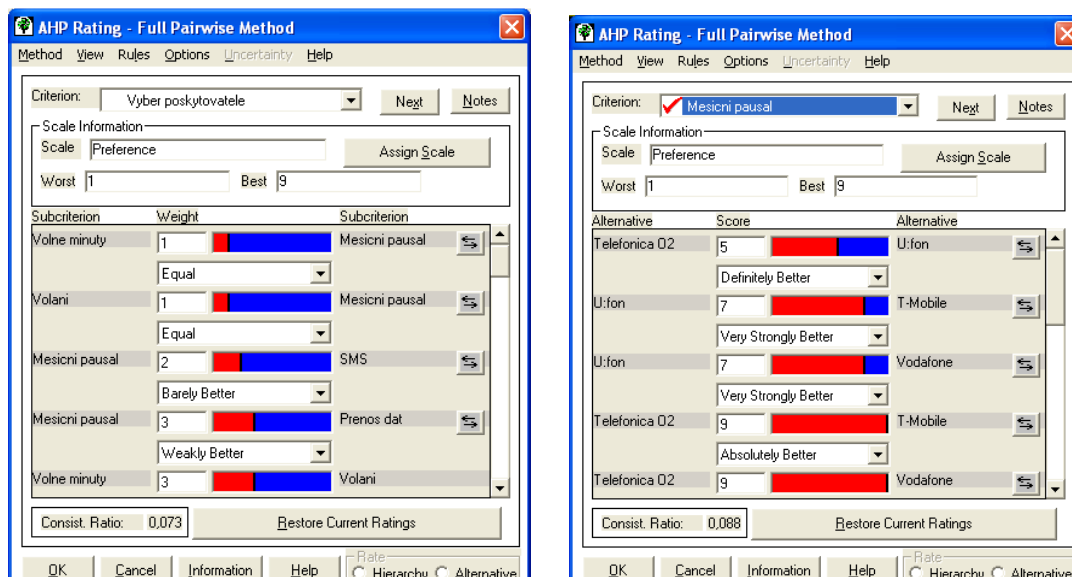 AHP Rating - Full Pairwise Method
Method View Rules Options Uncertainty Help
Criterion: Vyber poskytovatele Next Notes
Scale Information
Scale Preference Assign Scale
Worst 1 Best 9
Subcriterion Weight Subcriterion
Volne minuty 1 Mesicni pausal
Equal
Volani 1 Mesicni pausal
Equal
Mesicni pausal 2 SMS
Barely Better
Mesicni pausal 3 Prenos dat
Weakly Better
Volne minuty 3 Volani
Consist. Ratio: 0,073 Restore Current Ratings
Rate
OK Cancel Information Help Hierarchy Alternative
AHP Rating - Full Pairwise Method
Method View Rules Options Uncertainty Help
Criterion: Mesicni pausal Next Notes
Scale Information
Scale Preference Assign Scale
Worst 1 Best 9
Alternative Score Alternative
Telefonica O2 5 U:fon
Definitely Better
U:fon 7 T-Mobile
Very Strongly Better
U:fon 7 Vodafone
Very Strongly Better
Telefonica O2 9 T-Mobile
Absolutely Better
Telefonica O2 9 Vodafone
Consist. Ratio: 0,088 Restore Current Ratings
Rate
OK Cancel Information Help Hierarchy Alternative